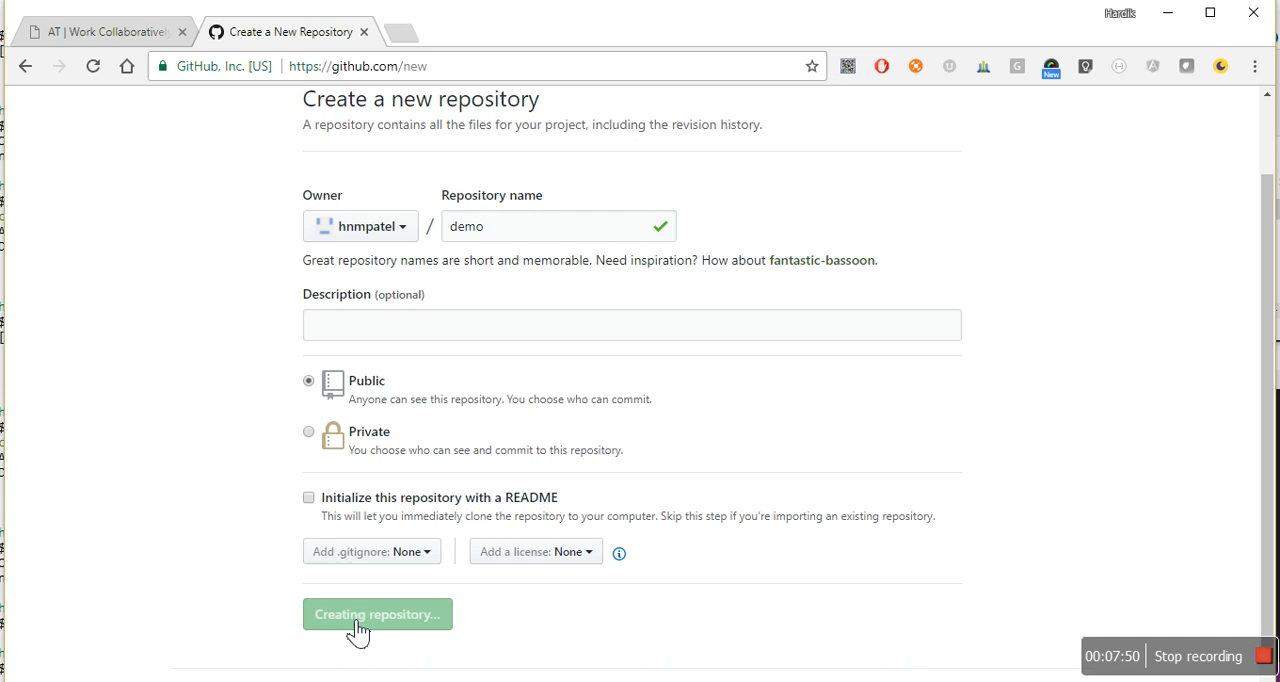 Hardik
AT | Work Collaboratively
Create a New Repository
GitHub, Inc. [US] https://github.com/new
New
Create a new repository
A repository contains all the files for your project, including the revision history.
Owner Repository name
hnmpatel / demo
Great repository names are short and memorable. Need inspiration? How about fantastic-bassoon.
Description (optional)
Public
Anyone can see this repository. You choose who can commit.
Private
You choose who can see and commit to this repository.
Initialize this repository with a README
This will let you immediately clone the repository to your computer. Skip this step if you're importing an existing repository.
Add .gitignore: None Add a license: None
Creating repository...
00:07:50 Stop recording